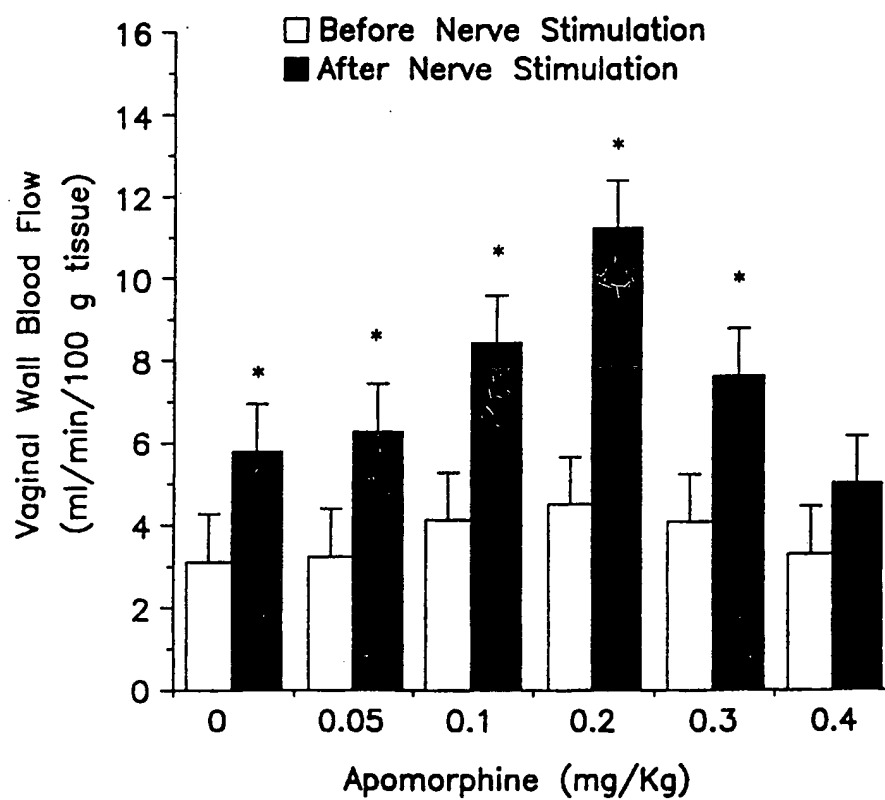 Before Nerve Stimulation
After Nerve Stimulation
Vaginal Wall Blood Flow
(ml/min/100 g tissue)
16
14
12
10
8
6
4
2
0
* * * * *
0 0.05 0.1 0.2 0.3 0.4
Apomorphine (mg/Kg)